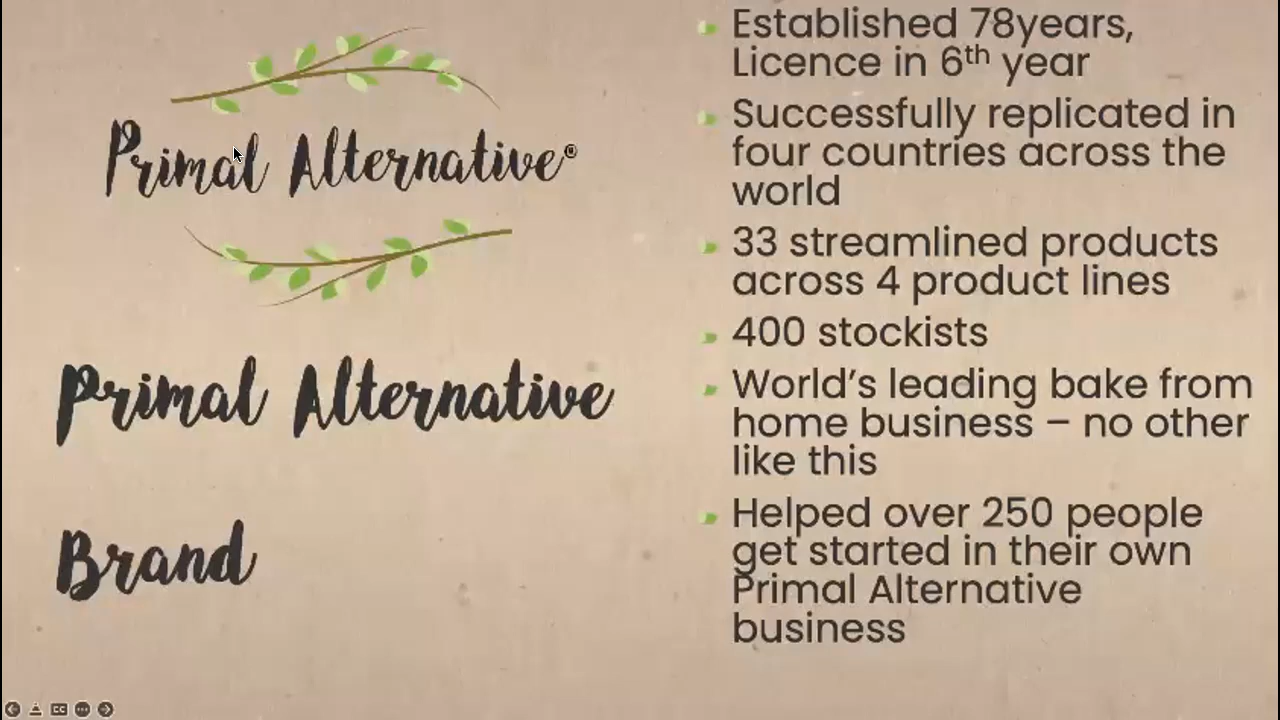 Primal Alternative®
Primal Alternative
Brand
Established 78years,
Licence in 6th year
Successfully replicated in
four countries across the
world
33 streamlined products
across 4 product lines
400 stockists
World’s leading bake from
home business – no other
like this
Helped over 250 people
get started in their own
Primal Alternative
business
CC